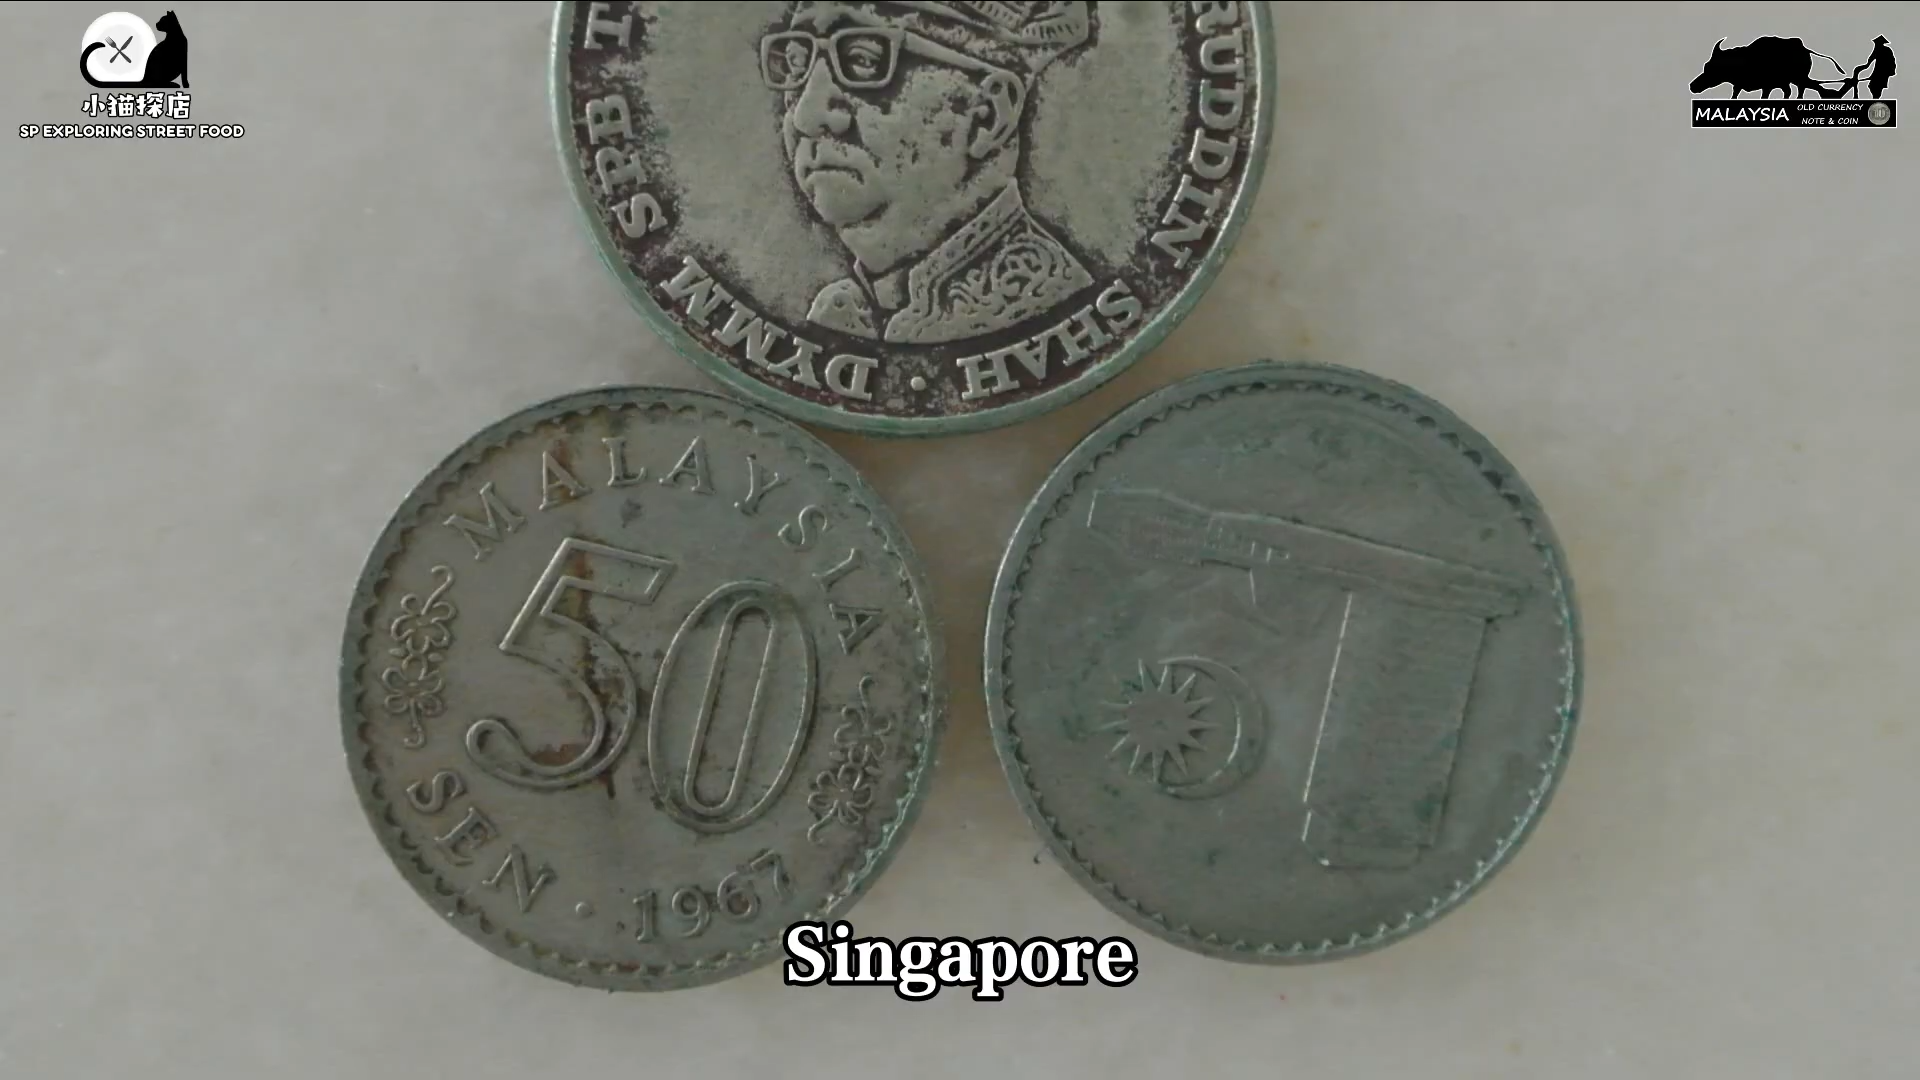 小猫探店
SP EXPLORING STREET FOOD
MALAYSIA OLD CURRENCY
NOTE & COIN
DYMM SPB T
RUDDIN SHAH •
MALAYSIA
50
SEN • 1967
Singapore